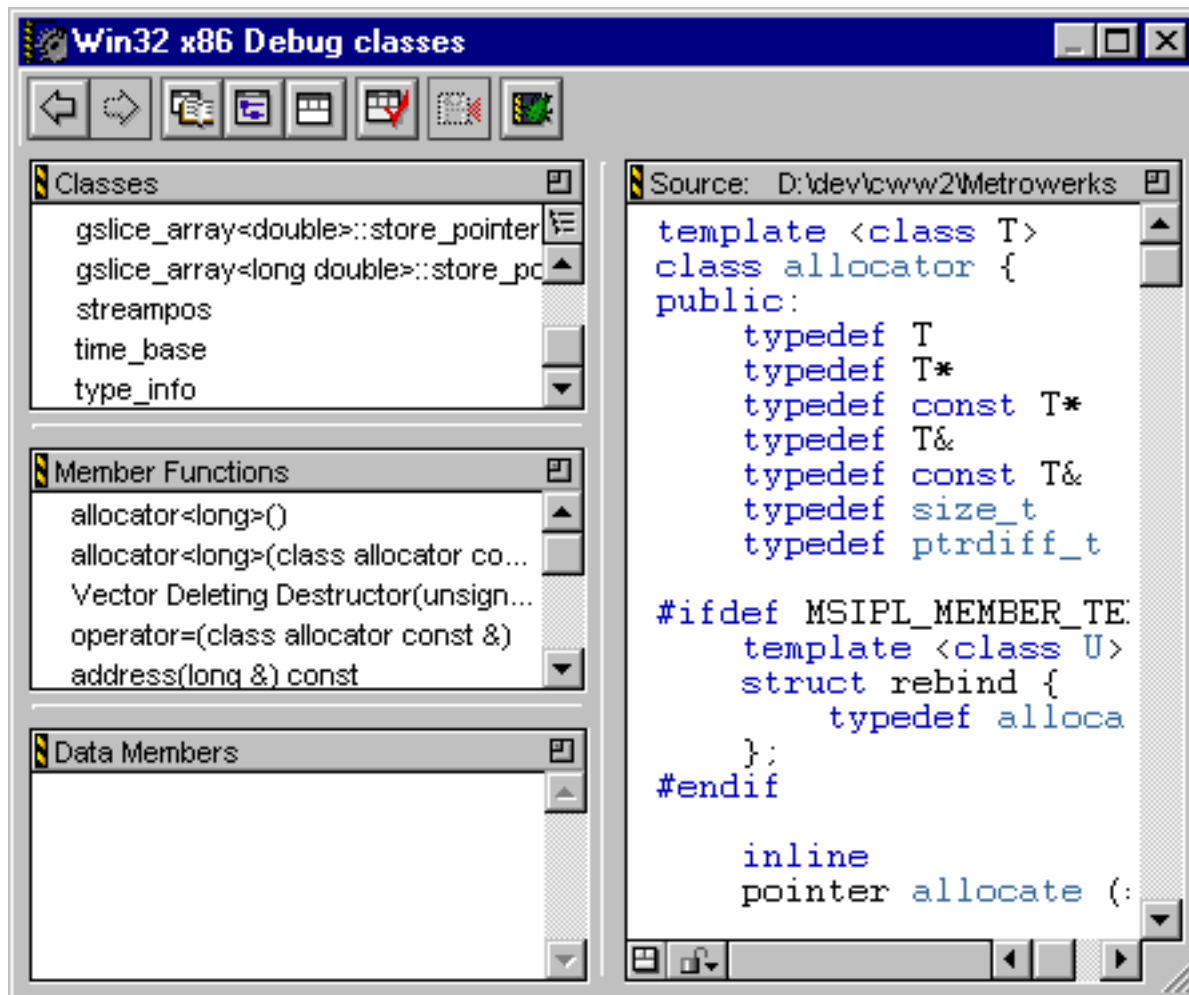 Win32 x86 Debug classes
Classes
gslice_array<double>::store_pointer
gslice_array<long double>::store_pc
streampos
time_base
type_info
Member Functions
allocator<long>()
allocator<long>(class allocator co...
Vector Deleting Destructor(unsign...
operator=(class allocator const &)
address(long &) const
Data Members
Source: D:\dev\cww2\Metrowerks
template <class T>
class allocator {
public:
typedef T
typedef T*
typedef const T*
typedef T&
typedef const T&
typedef size_t
typedef ptrdiff_t
#ifdef MSIPL_MEMBER_TE
template <class U>
struct rebind {
typedef alloca
};
#endif
inline
pointer allocate (